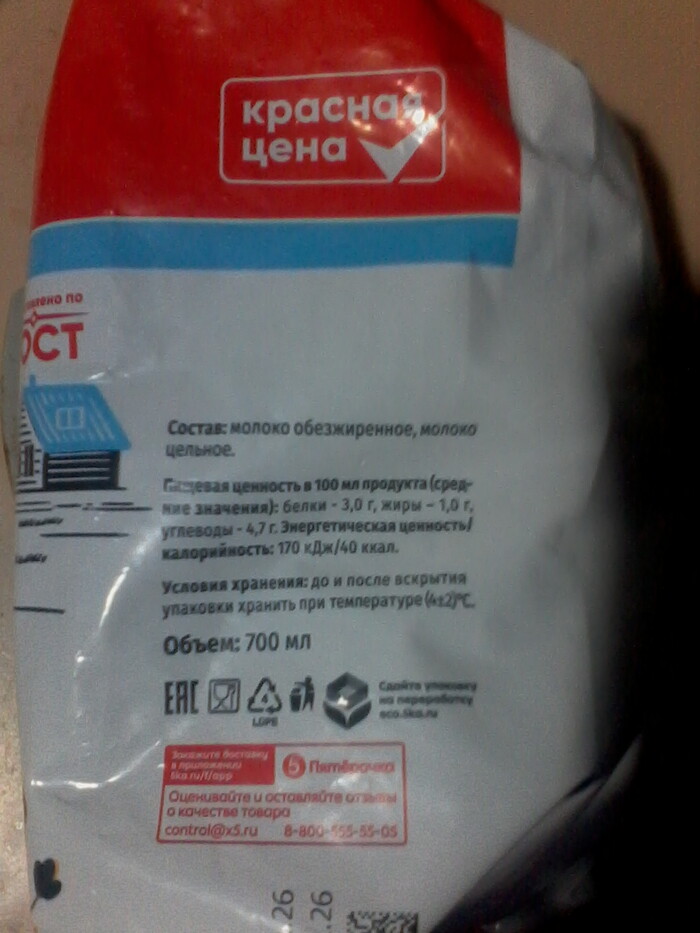 красная
цена
по
ОСТ
Состав: молоко обезжиренное, молоко
цельное.
Пищевая ценность в 100 мл продукта (сред-
ние значения): белки - 3,0 г, жиры – 1,0 г,
углеводы - 4,7 г. Энергетическая ценность/
калорийность: 170 кДж/40 ккал.
Условия хранения: до и после вскрытия
упаковки хранить при температуре (4±2)°С.
Объем: 700 мл
EAC
4
LDPE
Сдайте упаковку
на переработку
eco.5ka.ru
Закажите доставку
в приложении
5ka.ru/f/app
5 Пятёрочка
Оценивайте и оставляйте отзывы
о качестве товара
control@x5.ru 8-800-555-55-05
26
.26